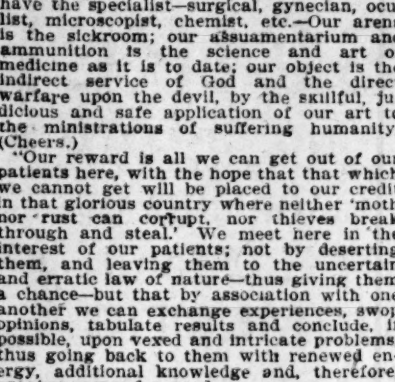 have the specialist—surgical, gynecian, ocu
list, microscopist, chemist, etc.—Our aren
is the sickroom; our assuamentarium and
ammunition is the science and art o
medicine as it is to date; our object is the
indirect service of God and the direc
warfare upon the devil, by the skillful, ju
dicious and safe application of our art to
the ministrations of suffering humanity
(Cheers.)
"Our reward is all we can get out of our
patients here, with the hope that that which
we cannot get will be placed to our credi
in that glorious country where neither 'moth
nor rust can corrupt, nor thieves break
through and steal.' We meet here in the
interest of our patients; not by deserting
them, and leaving them to the uncertain
and erratic law of nature—thus giving them
a chance—but that by association with one
another we can exchange experiences, swop
opinions, tabulate results and conclude, i
possible, upon vexed and intricate problems
thus going back to them with renewed en
ergy, additional knowledge and, therefore